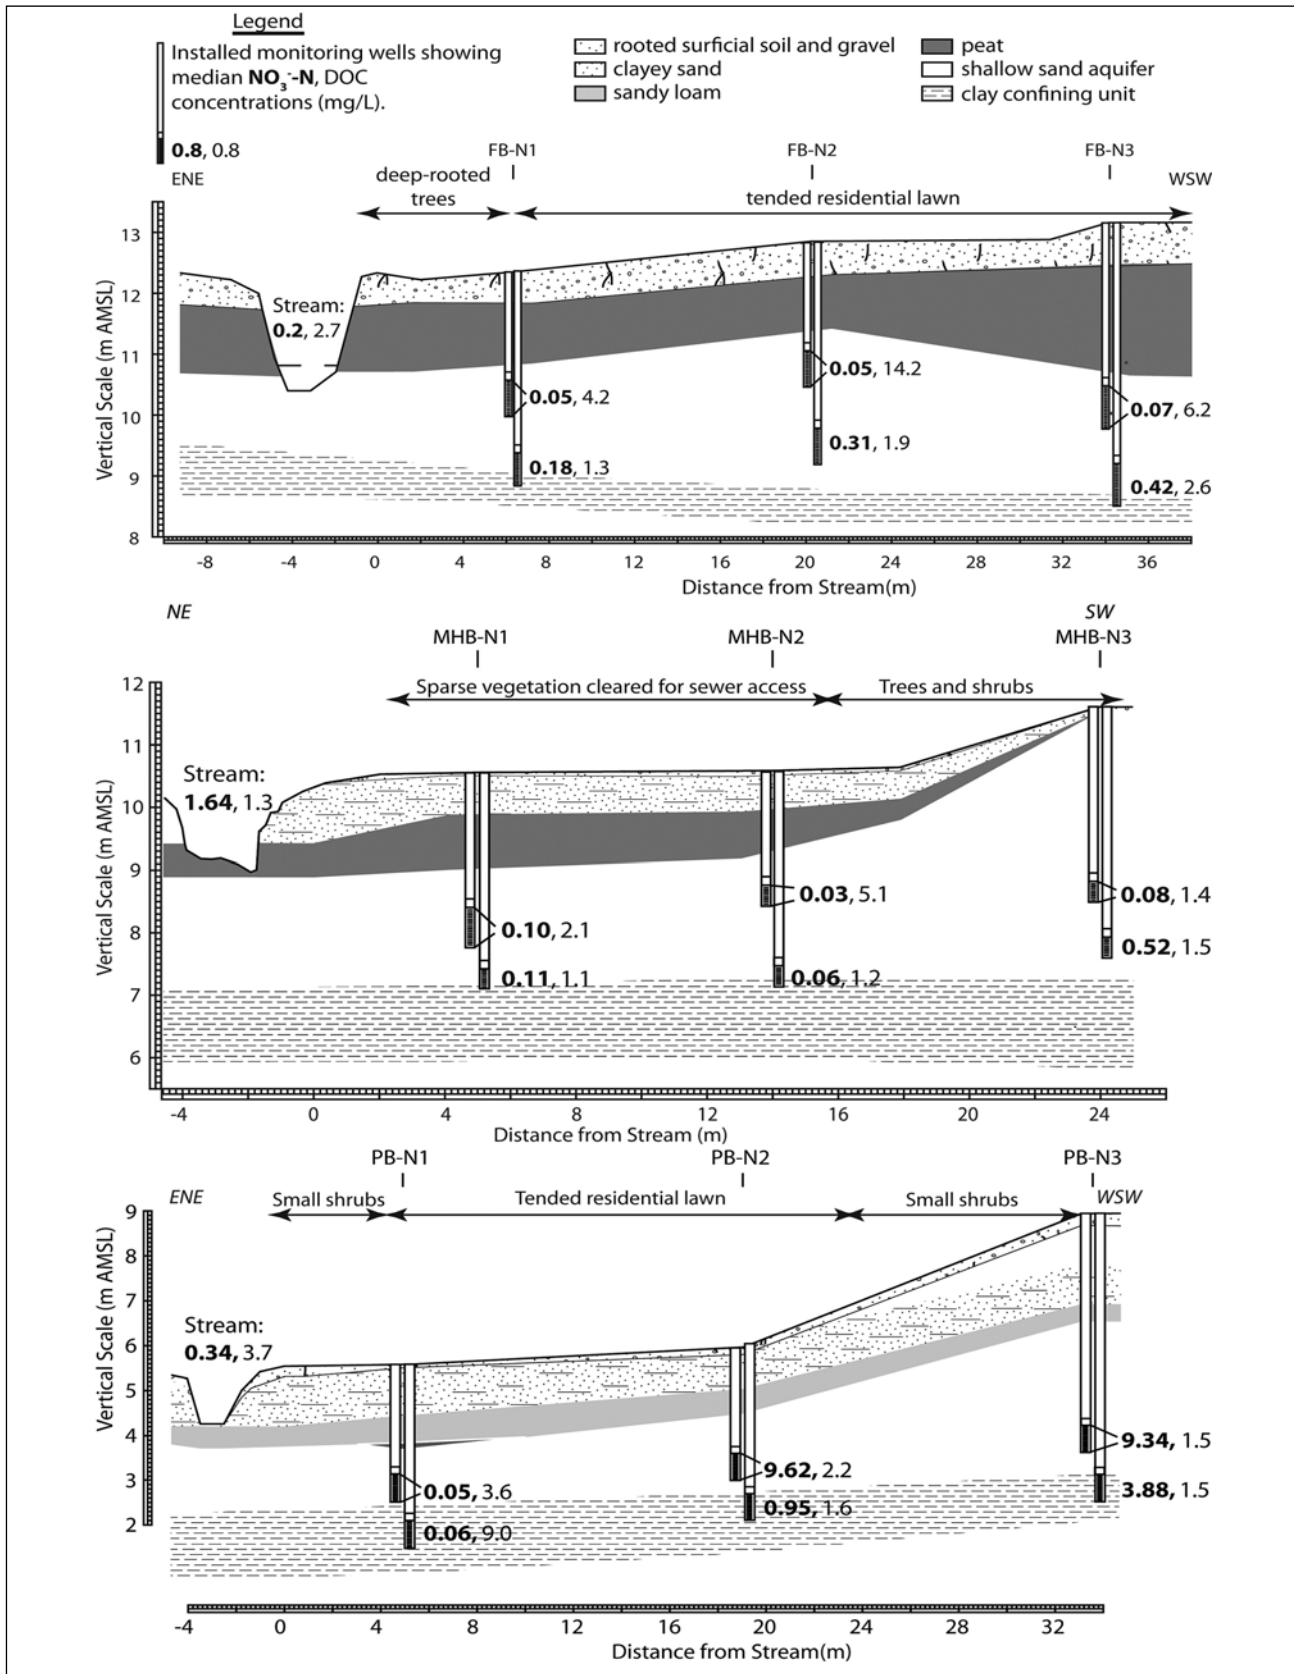 Legend
Installed monitoring wells showing
median NO₃⁻-N, DOC
concentrations (mg/L).
0.8, 0.8
rooted surficial soil and gravel
clayey sand
sandy loam
peat
shallow sand aquifer
clay confining unit
FB-N1
FB-N2
FB-N3
ENE
deep-rooted
trees
tended residential lawn
WSW
Vertical Scale (m AMSL)
13
12
11
10
9
8
Stream:
0.2, 2.7
0.05, 4.2
0.18, 1.3
0.05, 14.2
0.31, 1.9
0.07, 6.2
0.42, 2.6
-8 -4 0 4 8 12 16 20 24 28 32 36
Distance from Stream(m)
NE
SW
MHB-N1
MHB-N2
MHB-N3
Sparse vegetation cleared for sewer access
Trees and shrubs
Vertical Scale (m AMSL)
12
11
10
9
8
7
6
Stream:
1.64, 1.3
0.10, 2.1
0.11, 1.1
0.03, 5.1
0.06, 1.2
0.08, 1.4
0.52, 1.5
-4 0 4 8 12 16 20 24
Distance from Stream (m)
PB-N1
PB-N2
PB-N3
ENE
Small shrubs
Tended residential lawn
Small shrubs
WSW
Vertical Scale (m AMSL)
9
8
7
6
5
4
3
2
Stream:
0.34, 3.7
0.05, 3.6
0.06, 9.0
9.62, 2.2
0.95, 1.6
9.34, 1.5
3.88, 1.5
-4 0 4 8 12 16 20 24 28 32
Distance from Stream(m)